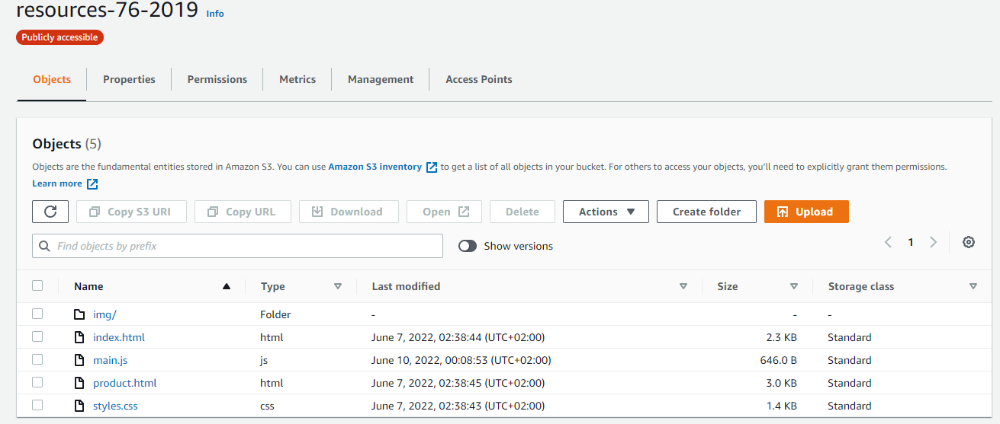 resources-76-2019 Info
Publicly accessible
Objects Properties Permissions Metrics Management Access Points
Objects (5)
Objects are the fundamental entities stored in Amazon S3. You can use Amazon S3 inventory to get a list of all objects in your bucket. For others to access your objects, you'll need to explicitly grant them permissions.
Learn more
Copy S3 URI Copy URL Download Open Delete Actions Create folder Upload
Find objects by prefix Show versions 1
Name Type Last modified Size Storage class
img/ Folder - - -
index.html html June 7, 2022, 02:38:44 (UTC+02:00) 2.3 KB Standard
main.js js June 10, 2022, 00:08:53 (UTC+02:00) 646.0 B Standard
product.html html June 7, 2022, 02:38:45 (UTC+02:00) 3.0 KB Standard
styles.css css June 7, 2022, 02:38:43 (UTC+02:00) 1.4 KB Standard